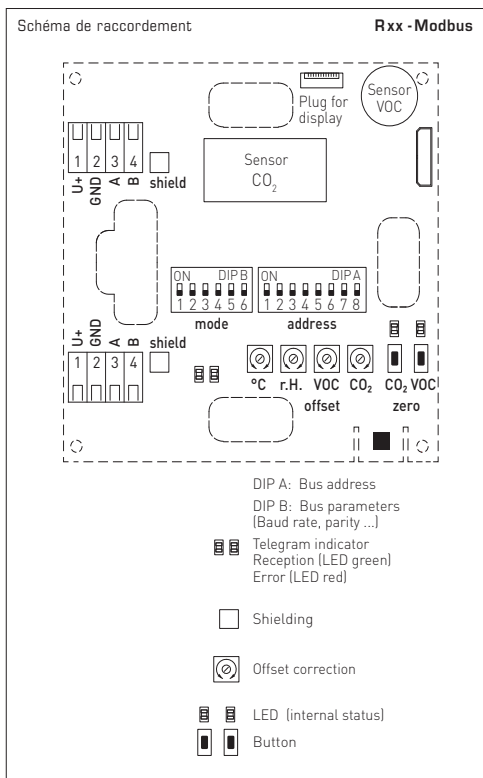 Schéma de raccordement
Rxx - Modbus
Plug for
display
Sensor
VOC
1 2 3 4
U+ GND A B shield
Sensor
CO₂
ON DIP B
1 2 3 4 5 6
mode
ON DIP A
1 2 3 4 5 6 7 8
address
U+ GND A B shield
1 2 3 4
°C r.H. VOC CO₂ CO₂ VOC
offset zero
DIP A: Bus address
DIP B: Bus parameters
(Baud rate, parity ...)
Telegram indicator
Reception (LED green)
Error (LED red)
Shielding
Offset correction
LED (internal status)
Button